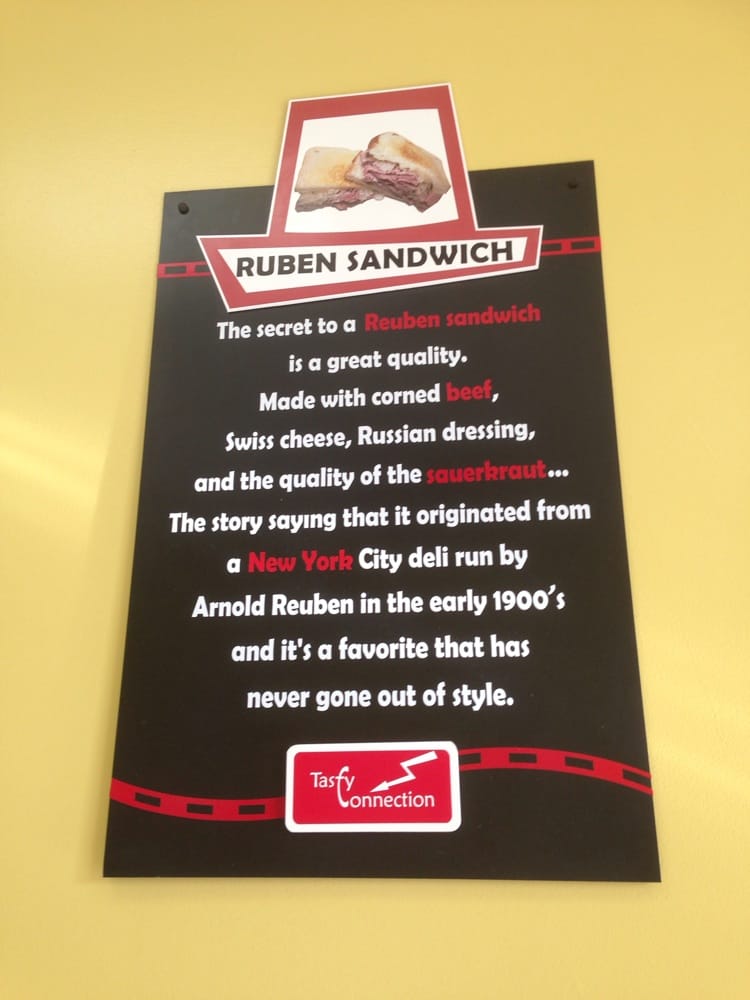 RUBEN SANDWICH
The secret to a Reuben sandwich
is a great quality.
Made with corned beef,
Swiss cheese, Russian dressing,
and the quality of the sauerkraut...
The story saying that it originated from
a New York City deli run by
Arnold Reuben in the early 1900's
and it's a favorite that has
never gone out of style.
Tasty
Connection